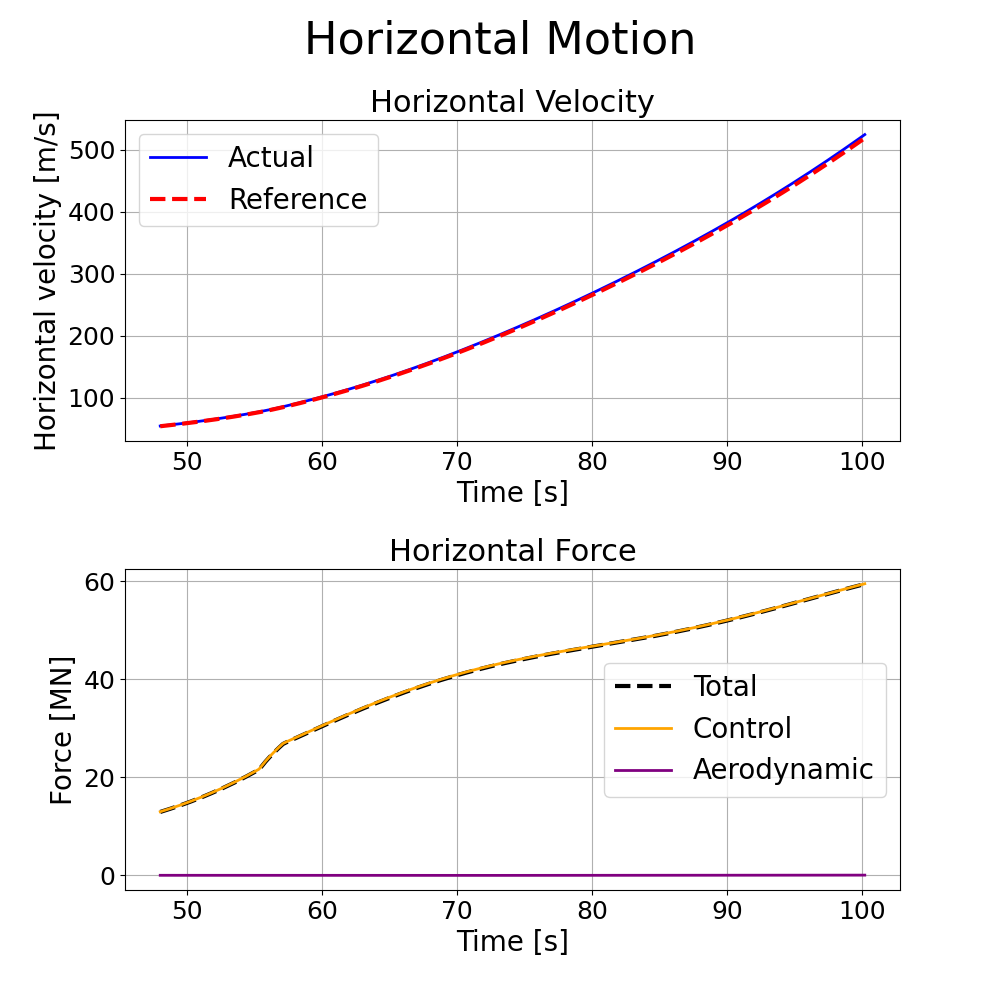 Horizontal Motion
Horizontal Velocity
Horizontal velocity [m/s]
500
400
300
200
100
Actual
Reference
50 60 70 80 90 100
Time [s]
Horizontal Force
Force [MN]
60
40
20
0
Total
Control
Aerodynamic
50 60 70 80 90 100
Time [s]